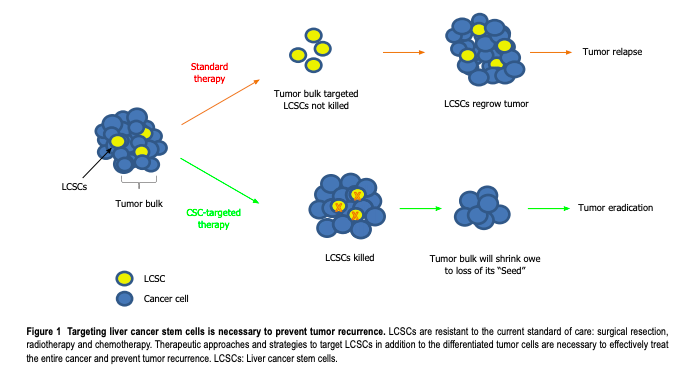 Standard
therapy
Tumor bulk targeted
LCSCs not killed
LCSCs regrow tumor
Tumor relapse
LCSCs
Tumor bulk
CSC-targeted
therapy
LCSCs killed
Tumor bulk will shrink owe
to loss of its “Seed”
Tumor eradication
LCSC
Cancer cell
Figure 1 Targeting liver cancer stem cells is necessary to prevent tumor recurrence. LCSCs are resistant to the current standard of care: surgical resection,
radiotherapy and chemotherapy. Therapeutic approaches and strategies to target LCSCs in addition to the differentiated tumor cells are necessary to effectively treat
the entire cancer and prevent tumor recurrence. LCSCs: Liver cancer stem cells.